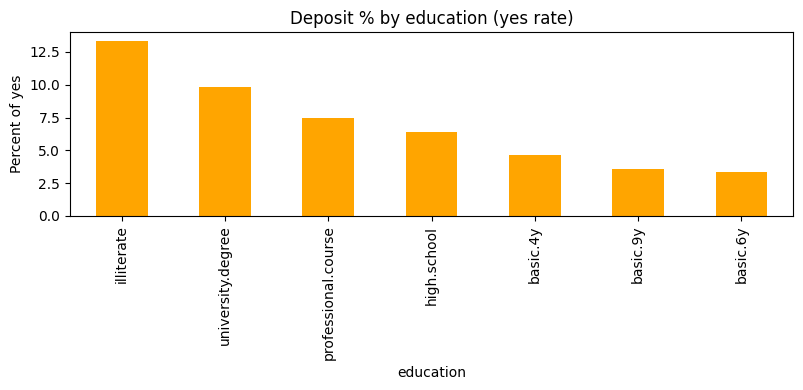 Deposit % by education (yes rate)
Percent of yes
12.5
10.0
7.5
5.0
2.5
0.0
illiterate
university.degree
professional.course
high.school
basic.4y
basic.9y
basic.6y
education